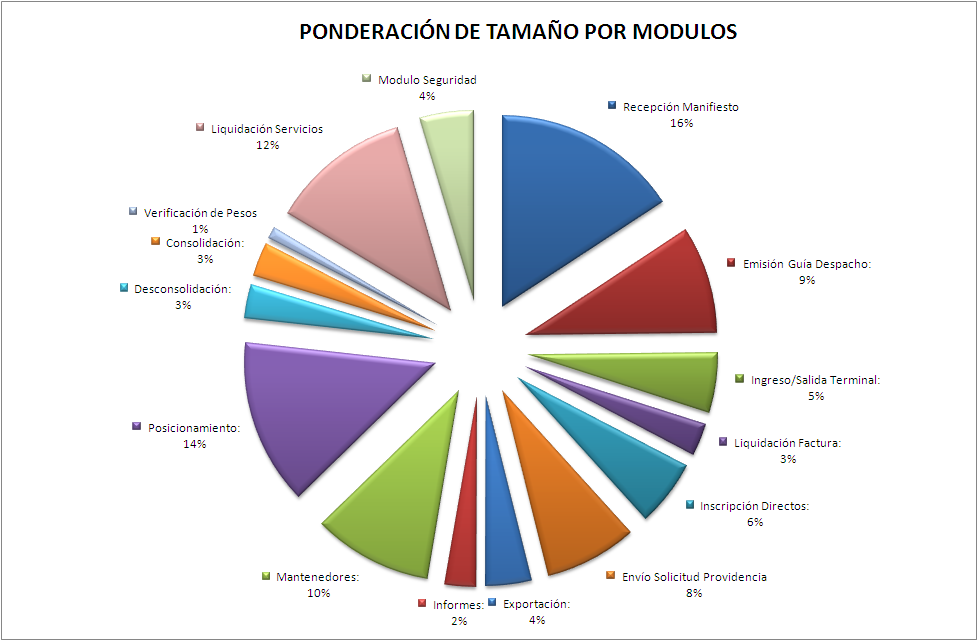 PONDERACIÓN DE TAMAÑO POR MODULOS
Modulo Seguridad
4%
Recepción Manifiesto
16%
Liquidación Servicios
12%
Verificación de Pesos
1%
Consolidación:
3%
Emisión Guía Despacho:
9%
Desconsolidación:
3%
Ingreso/Salida Terminal:
5%
Posicionamiento:
14%
Liquidación Factura:
3%
Inscripción Directos:
6%
Mantenedores:
10%
Envío Solicitud Providencia
8%
Informes:
2%
Exportación:
4%